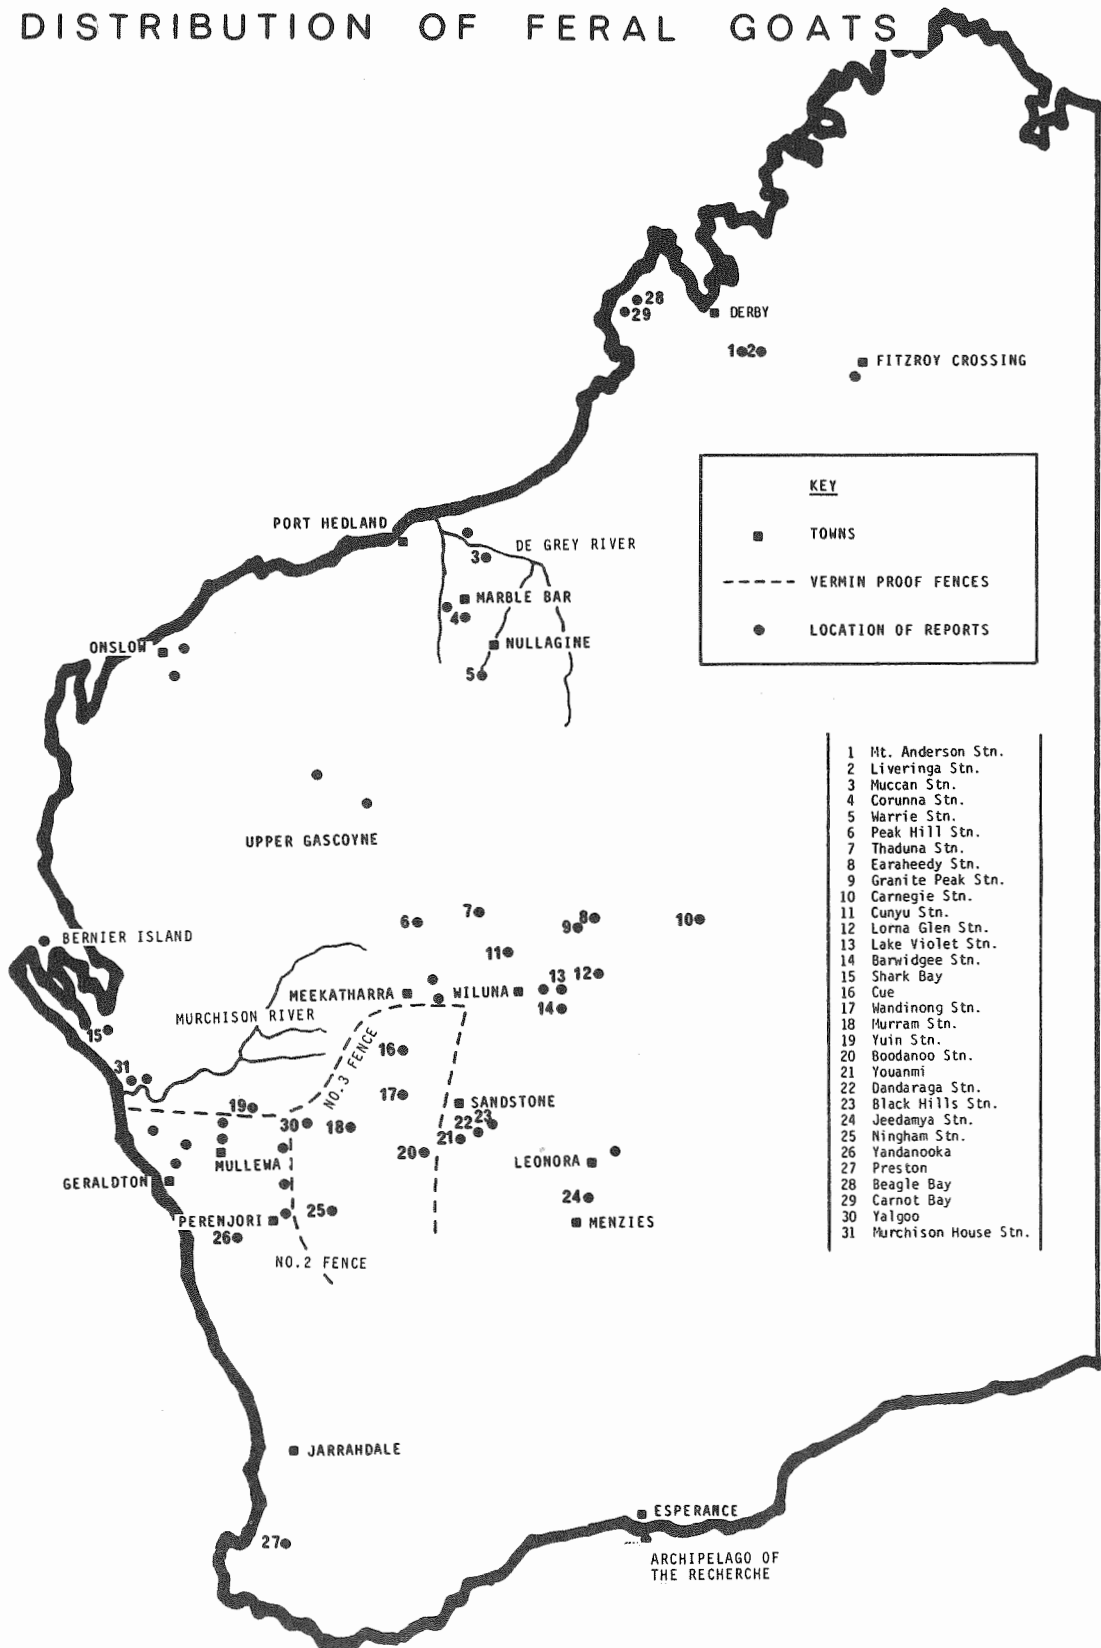 DISTRIBUTION OF FERAL GOATS
28
29
DERBY
1 2
FITZROY CROSSING
KEY
TOWNS
VERMIN PROOF FENCES
LOCATION OF REPORTS
PORT HEDLAND
DE GREY RIVER
3
MARBLE BAR
4
NULLAGINE
ONSLOW
5
1 Mt. Anderson Stn.
2 Liveringa Stn.
3 Muccan Stn.
4 Corunna Stn.
5 Warrie Stn.
6 Peak Hill Stn.
7 Thaduna Stn.
8 Earaheedy Stn.
9 Granite Peak Stn.
10 Carnegie Stn.
11 Cunyu Stn.
12 Lorna Glen Stn.
13 Lake Violet Stn.
14 Barwidgee Stn.
15 Shark Bay
16 Cue
17 Wandinong Stn.
18 Murram Stn.
19 Yuin Stn.
20 Boodanoo Stn.
21 Youanmi
22 Dandaraga Stn.
23 Black Hills Stn.
24 Jeedamya Stn.
25 Ningham Stn.
26 Yandanooka
27 Preston
28 Beagle Bay
29 Carnot Bay
30 Yalgoo
31 Murchison House Stn.
UPPER GASCOYNE
6
7
8
9
10
BERNIER ISLAND
11
MEEKATHARRA
WILUNA
13
12
14
MURCHISON RIVER
15
16
NO.3 FENCE
31
17
SANDSTONE
19
30
18
22
23
21
20
MULLEWA
LEONORA
GERALDTON
24
PERENJORI
25
MENZIES
26
NO.2 FENCE
JARRAHDALE
ESPERANCE
27
ARCHIPELAGO OF
THE RECHERCHE